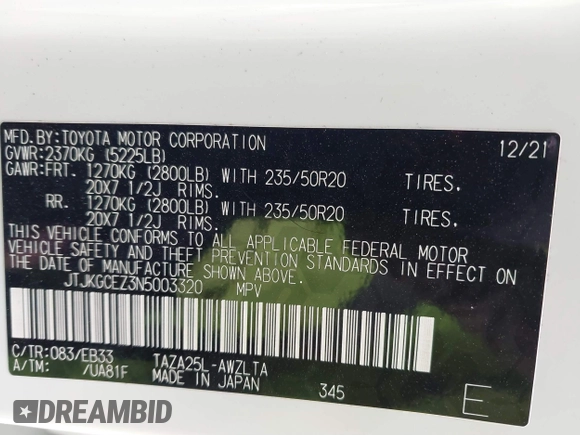 MFD.BY:TOYOTA MOTOR CORPORATION 12/21
GVWR:2370KG (5225LB)
GAWR:FRT. 1270KG (2800LB) WITH 235/50R20 TIRES.
20X7 1/2J RIMS.
RR. 1270KG (2800LB) WITH 235/50R20 TIRES.
20X7 1/2J RIMS.
THIS VEHICLE CONFORMS TO ALL APPLICABLE FEDERAL MOTOR
VEHICLE SAFETY AND THEFT PREVENTION STANDARDS IN EFFECT ON
THE DATE OF MANUFACTURE SHOWN ABOVE.
JTJKGCEZ3N5003320 MPV
C/TR:083/EB33 TAZA25L-AWZLTA
A/TM: /UA81F MADE IN JAPAN 345 E
DREAMBID